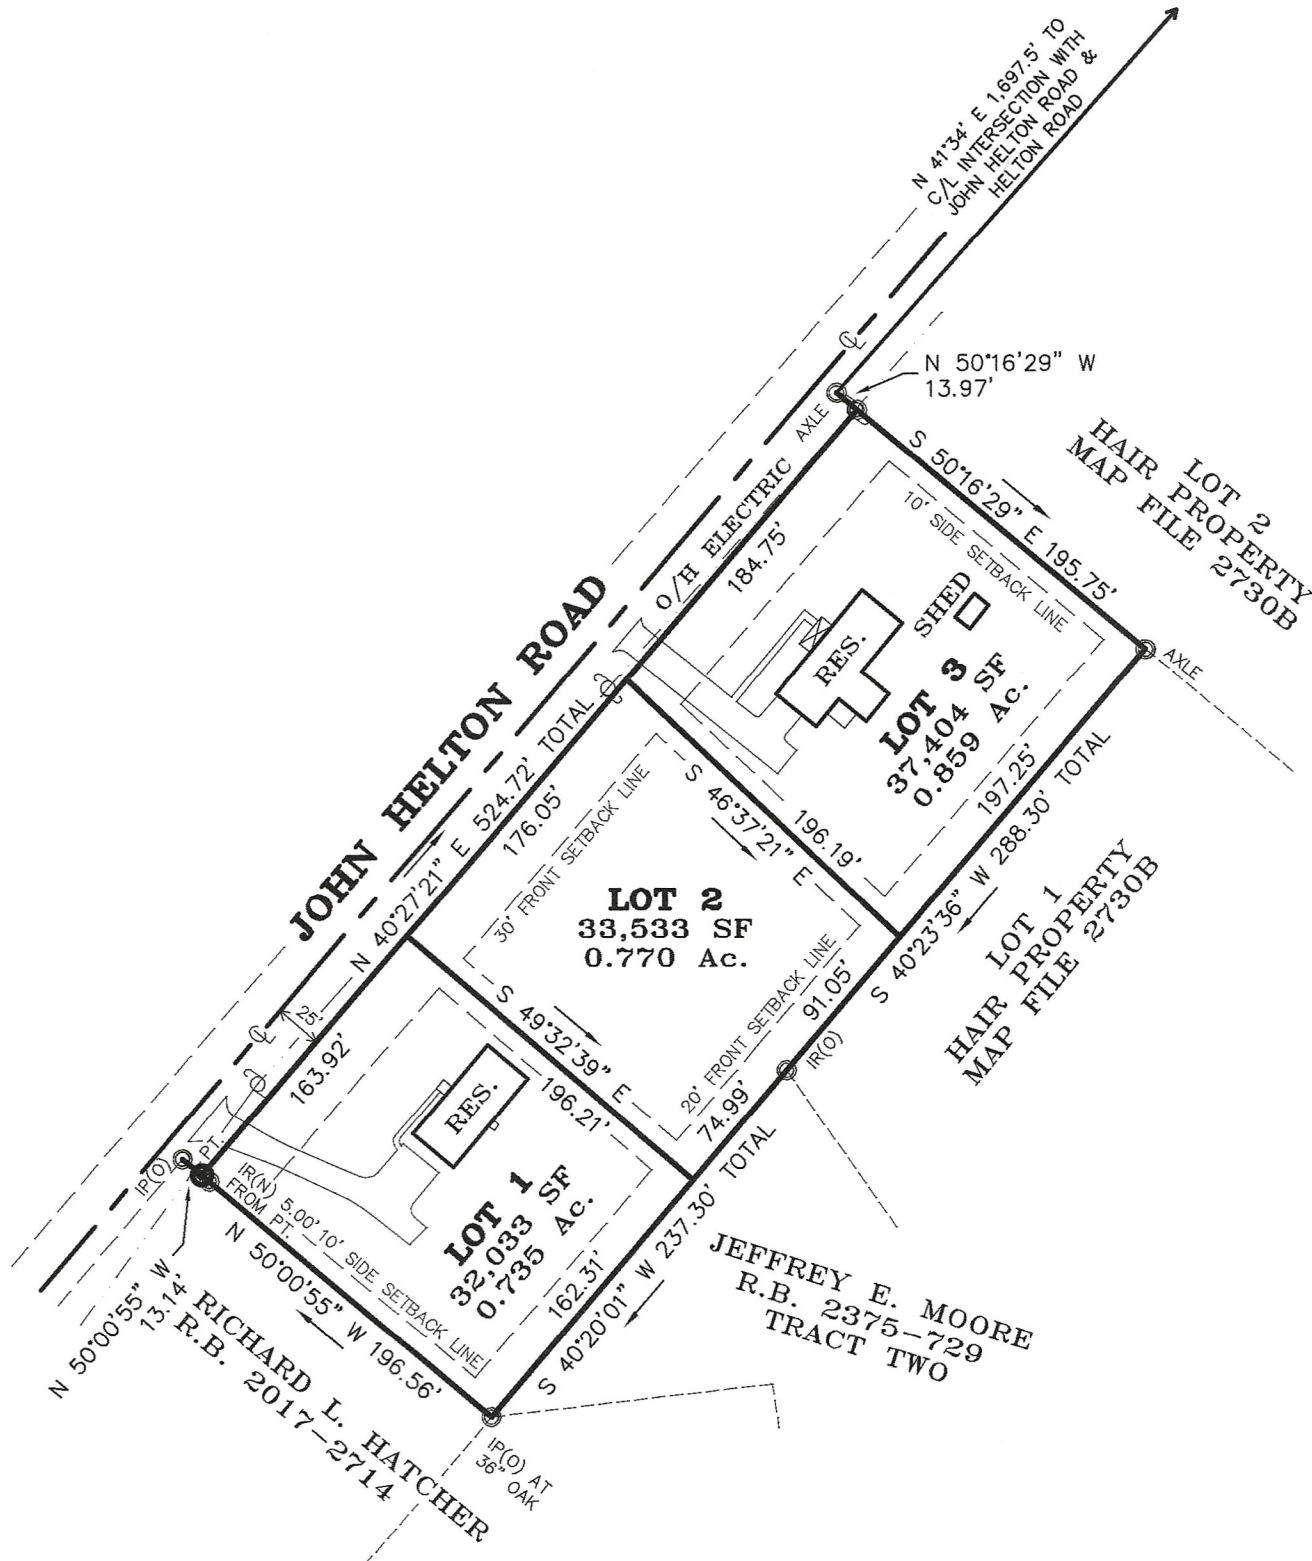 N 41°34' E 1,697.5' TO
C/L INTERSECTION WITH
JOHN HELTON ROAD &
HELTON ROAD
N 50°16'29" W
13.97'
AXLE
O/H ELECTRIC
184.75'
S 50°16'29" E 195.75'
10' SIDE SETBACK LINE
LOT 2
HAIR PROPERTY
MAP FILE 2730B
AXLE
SHED
RES.
LOT 3
37,404 SF
0.859 Ac.
197.25'
S 40°23'36" W 288.30' TOTAL
JOHN HELTON ROAD
N 40°27'21" E 524.72' TOTAL
176.05'
30' FRONT SETBACK LINE
S 46°37'21" E
196.19'
LOT 2
33,533 SF
0.770 Ac.
20' FRONT SETBACK LINE
91.05'
IR(O)
74.99'
LOT 1
HAIR PROPERTY
MAP FILE 2730B
S 49°32'39" E
196.21'
25'
163.92'
RES.
LOT 1
32,033 SF
0.735 Ac.
162.31'
S 40°20'01" W 237.30' TOTAL
IP(O)
PT.
IR(N) 5.00'
FROM PT.
10' SIDE SETBACK LINE
N 50°00'55" W 196.56'
N 50°00'55" W
13.14'
RICHARD L. HATCHER
R.B. 2017-2714
IP(O) AT
36" OAK
JEFFREY E. MOORE
R.B. 2375-729
TRACT TWO